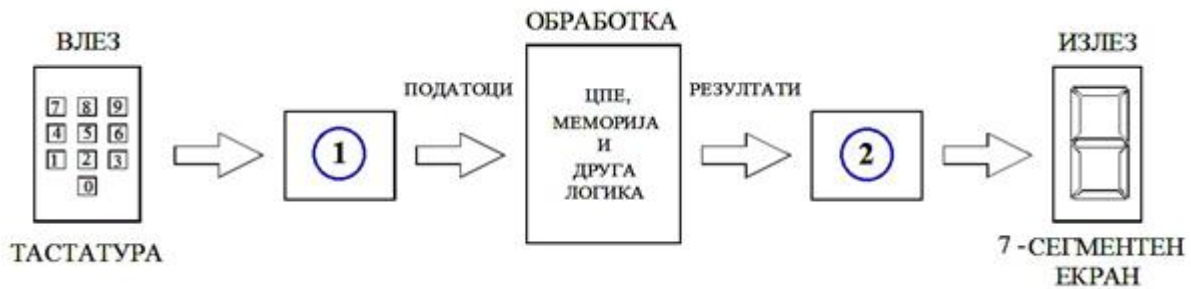 ВЛЕЗ
7 8 9
4 5 6
1 2 3
0
ТАСТАТУРА
1
ПОДАТОЦИ
ОБРАБОТКА
ЦПЕ,
МЕМОРИЈА
И
ДРУГА
ЛОГИКА
РЕЗУЛТАТИ
2
ИЗЛЕЗ
7 -СЕГМЕНТЕН
ЕКРАН